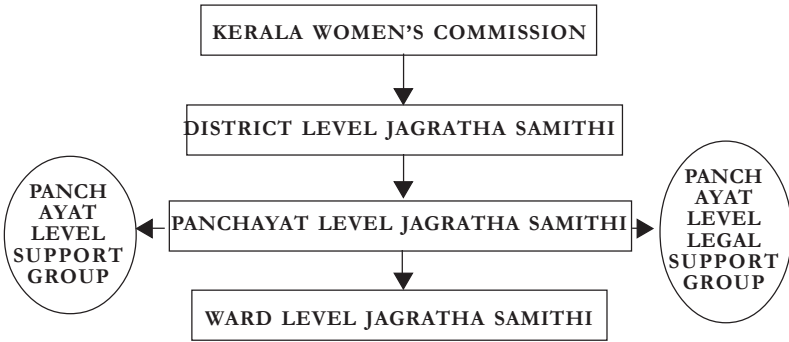 KERALA WOMEN'S COMMISSION
DISTRICT LEVEL JAGRATHA SAMITHI
PANCH
AYAT
LEVEL
SUPPORT
GROUP
PANCHAYAT LEVEL JAGRATHA SAMITHI
PANCH
AYAT
LEVEL
LEGAL
SUPPORT
GROUP
WARD LEVEL JAGRATHA SAMITHI